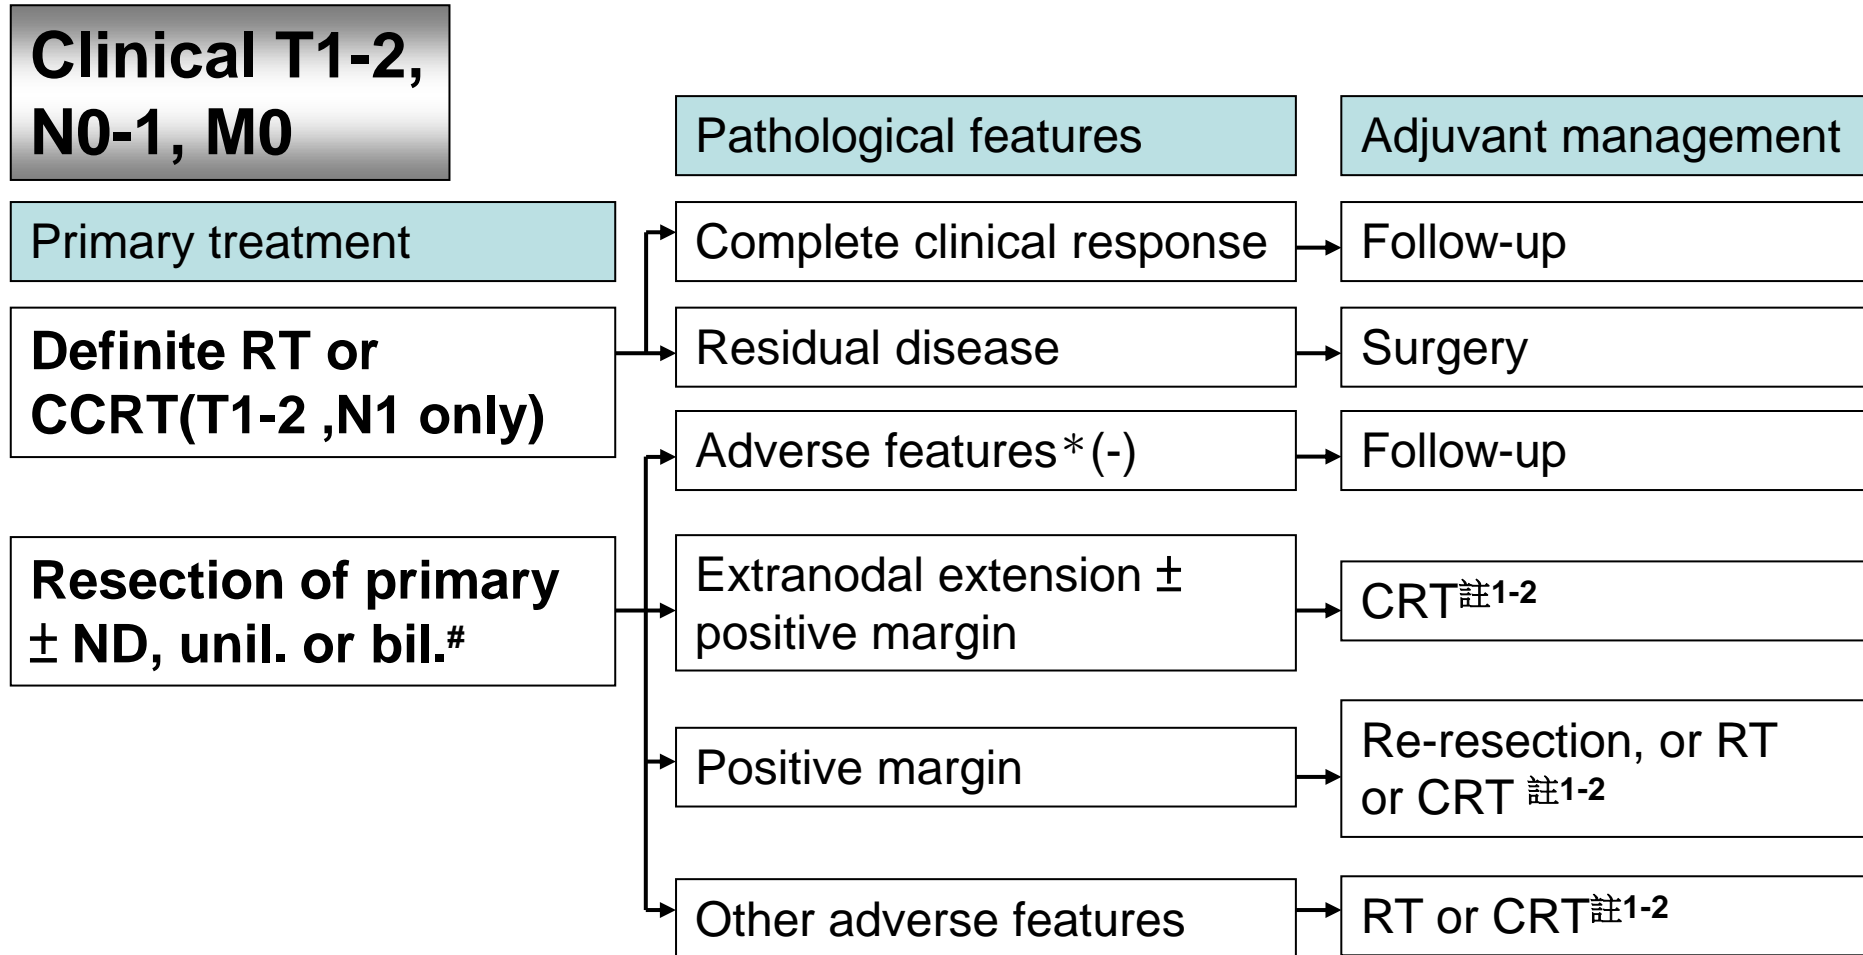 Clinical T1-2,
N0-1, M0
Pathological features
Adjuvant management
Primary treatment
Complete clinical response
Follow-up
Definite RT or
CCRT(T1-2 ,N1 only)
Residual disease
Surgery
Adverse features*(-)
Follow-up
Resection of primary
± ND, unil. or bil.#
Extranodal extension ±
positive margin
CRT註1-2
Positive margin
Re-resection, or RT
or CRT 註1-2
Other adverse features
RT or CRT註1-2